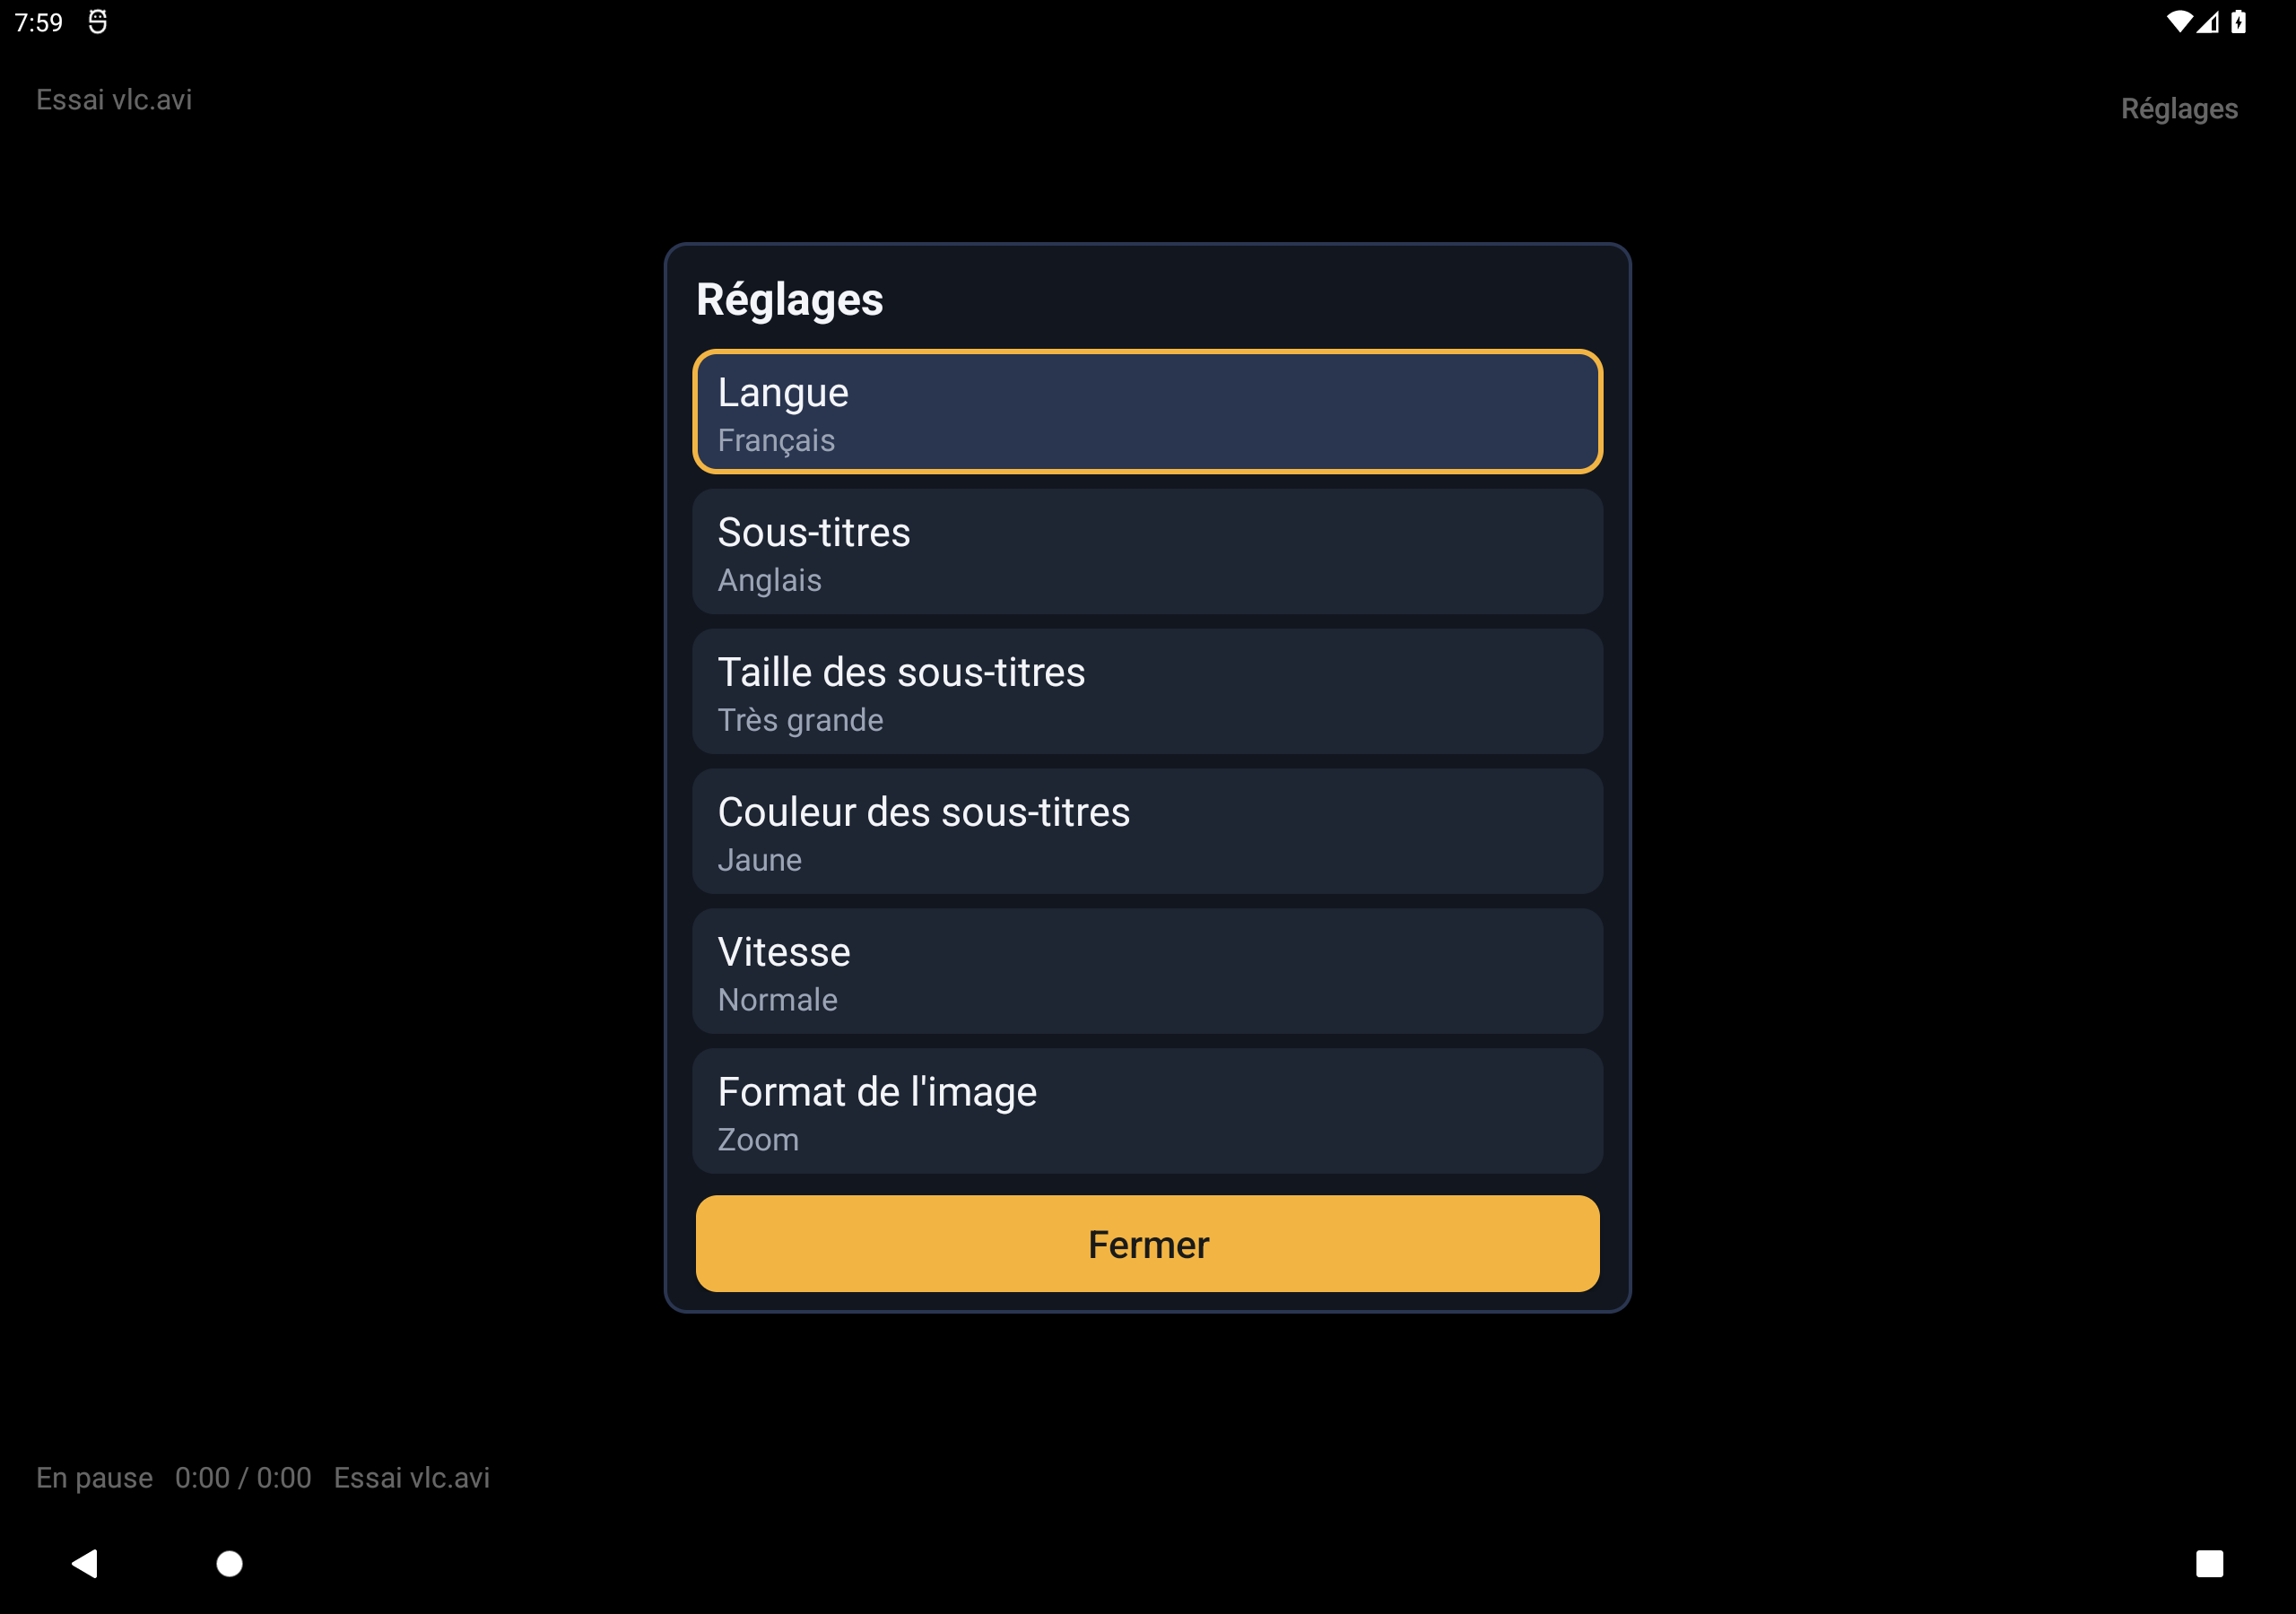 7:59
Essai vlc.avi
Réglages
Réglages
Langue
Français
Sous-titres
Anglais
Taille des sous-titres
Très grande
Couleur des sous-titres
Jaune
Vitesse
Normale
Format de l'image
Zoom
Fermer
En pause 0:00 / 0:00 Essai vlc.avi